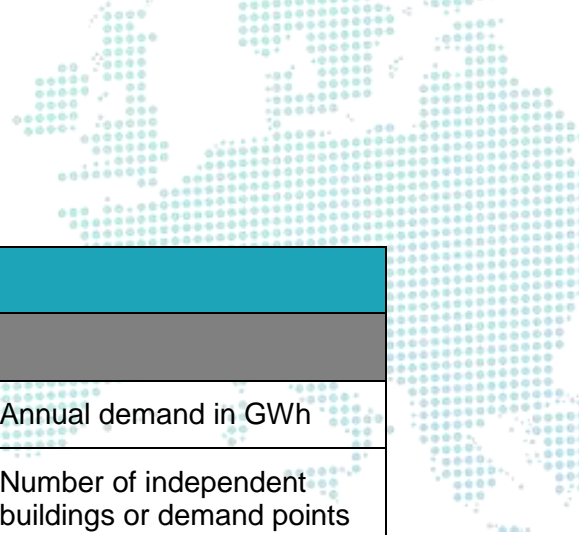 Annual demand in GWh
Number of independent
buildings or demand points